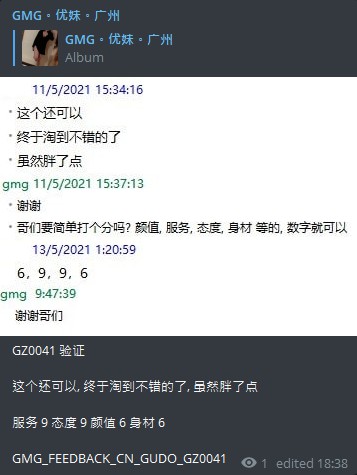 GMG。优妹。广州
GMG。优妹。广州
Album
11/5/2021 15:34:16
这个还可以
终于淘到不错的了
虽然胖了点
gmg 11/5/2021 15:37:13
谢谢
哥们要简单打个分吗? 颜值, 服务, 态度, 身材 等的, 数字就可以
13/5/2021 1:20:59
6，9，9，6
gmg 9:47:39
谢谢哥们
GZ0041 验证
这个还可以, 终于淘到不错的了, 虽然胖了点
服务 9 态度 9 颜值 6 身材 6
GMG_FEEDBACK_CN_GUDO_GZ0041
1 edited 18:38